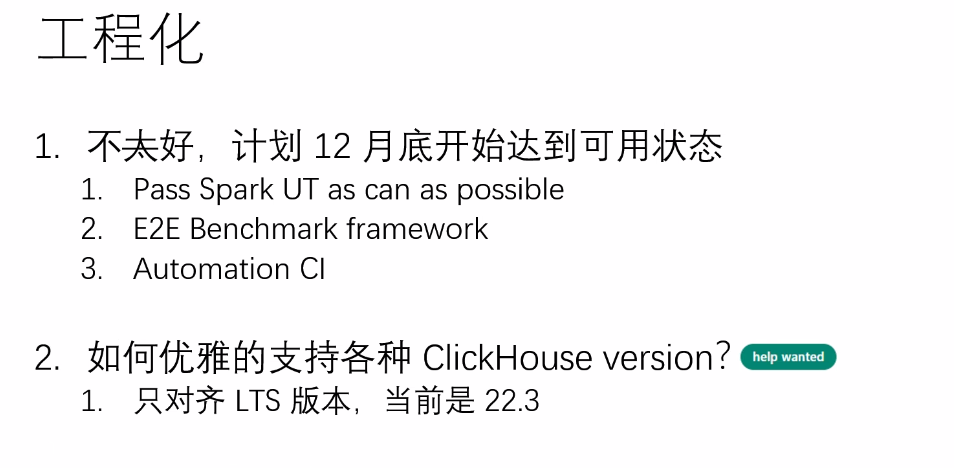 工程化
1. 不太好，计划 12 月底开始达到可用状态
1. Pass Spark UT as can as possible
2. E2E Benchmark framework
3. Automation CI
2. 如何优雅的支持各种 ClickHouse version? help wanted
1. 只对齐 LTS 版本，当前是 22.3